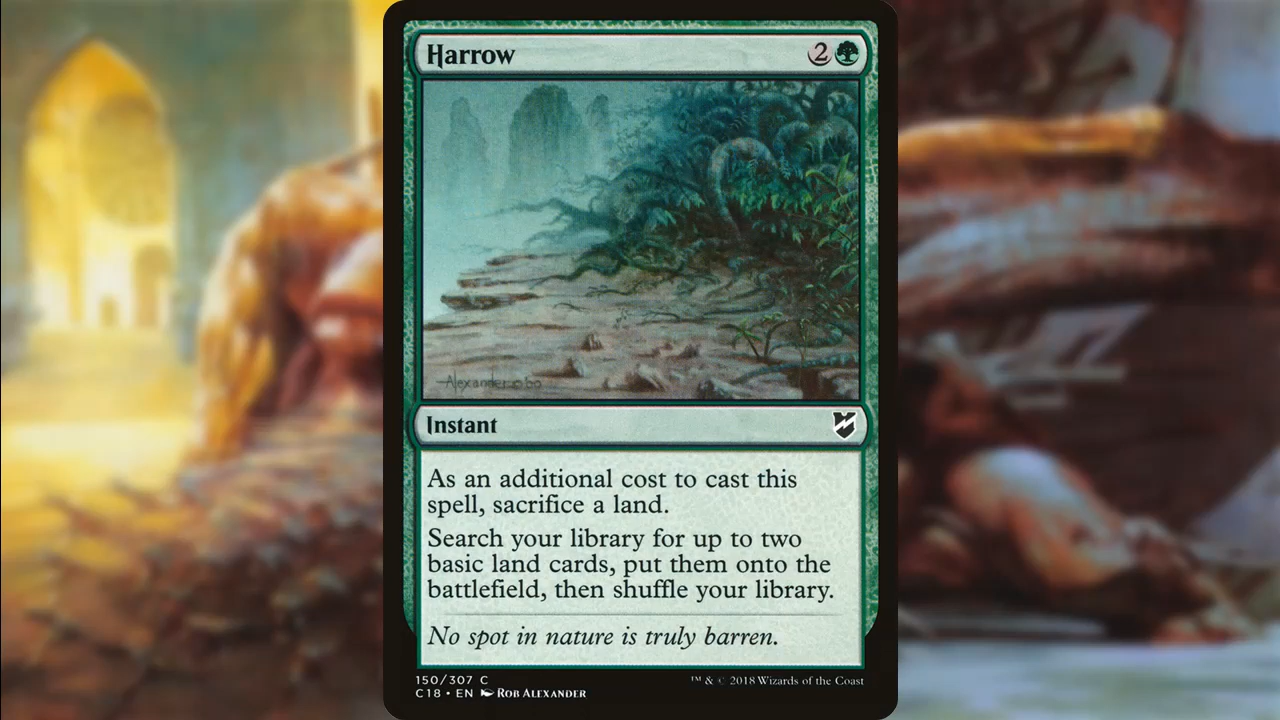 Harrow 2
Instant
As an additional cost to cast this
spell, sacrifice a land.
Search your library for up to two
basic land cards, put them onto the
battlefield, then shuffle your library.
No spot in nature is truly barren.
150/307 C
C18 • EN Rob Alexander
™ & © 2018 Wizards of the Coast